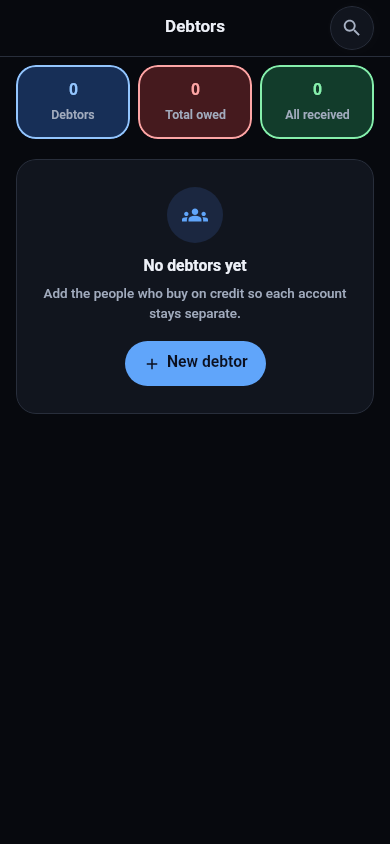 Debtors
0
Debtors
0
Total owed
0
All received
No debtors yet
Add the people who buy on credit so each account
stays separate.
New debtor